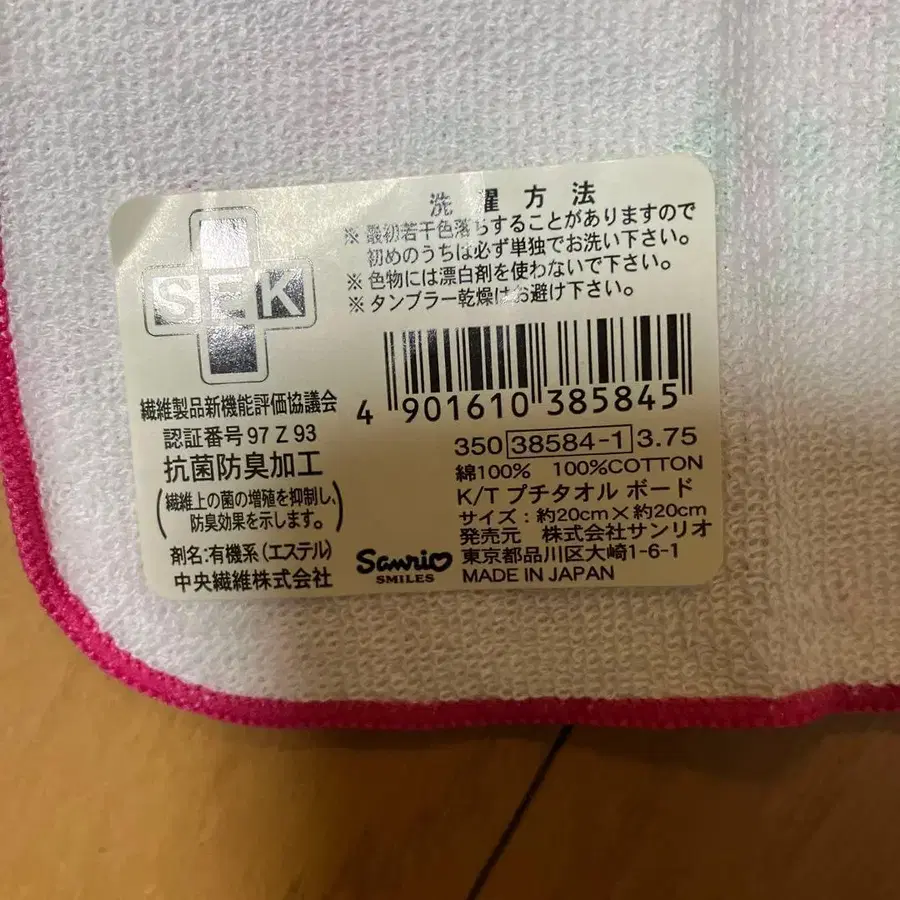 SEK
繊維製品新機能評価協議会
認証番号 97 Z 93
抗菌防臭加工
(繊維上の菌の増殖を抑制し、
防臭効果を示します。)
剤名:有機系(エステル)
中央繊維株式会社
洗濯方法
※ 最初若干色落ちすることがありますので
初めのうちは必ず単独でお洗い下さい。
※ 色物には漂白剤を使わないで下さい。
※ タンブラー乾燥はお避け下さい。
4 901610 385845
350 38584-1 3.75
綿100% 100%COTTON
K/T プチタオル ボード
サイズ:約20cm×約20cm
発売元 株式会社サンリオ
東京都品川区大崎1-6-1
MADE IN JAPAN
Sanrio
SMILES